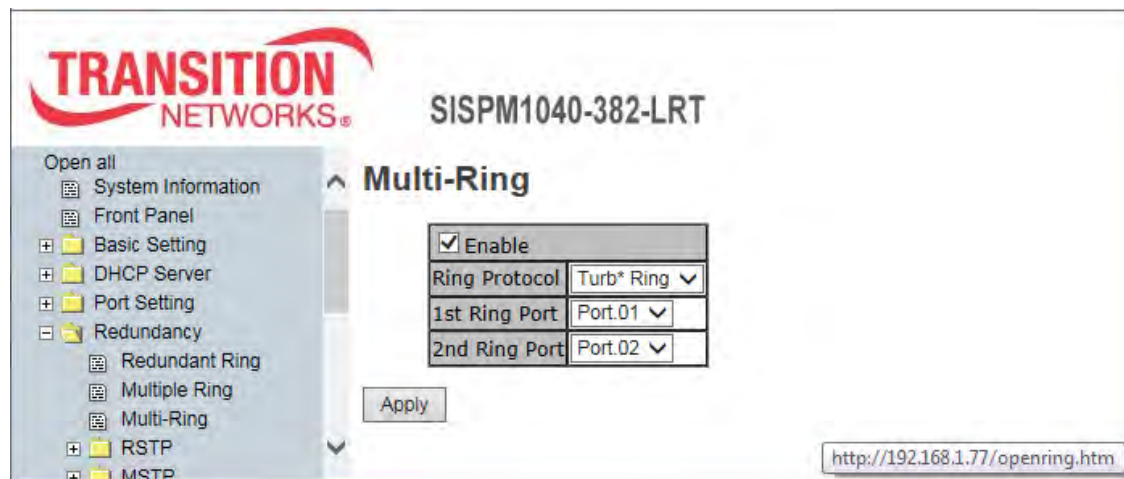 TRANSITION
NETWORKS®
SISPM1040-382-LRT
Open all
System Information
Front Panel
Basic Setting
DHCP Server
Port Setting
Redundancy
Redundant Ring
Multiple Ring
Multi-Ring
RSTP
MSTP
Multi-Ring
Enable
Ring Protocol Turb* Ring
1st Ring Port Port.01
2nd Ring Port Port.02
Apply
http://192.168.1.77/openring.htm